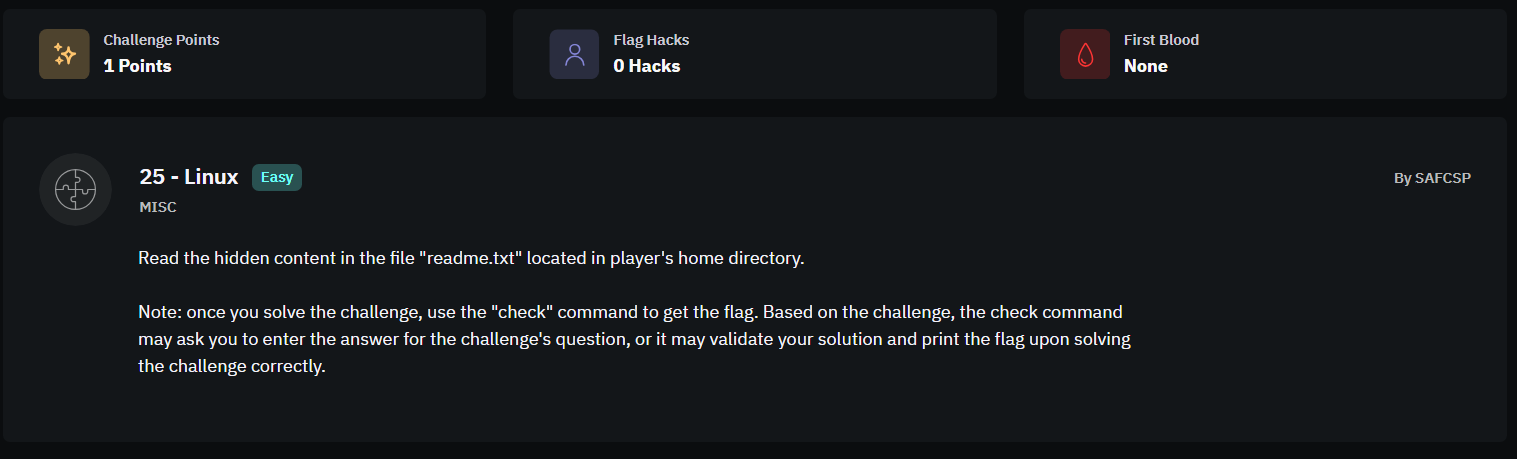 Challenge Points
1 Points
Flag Hacks
0 Hacks
First Blood
None
25 - Linux Easy
By SAFCSP
MISC
Read the hidden content in the file "readme.txt" located in player's home directory.
Note: once you solve the challenge, use the "check" command to get the flag. Based on the challenge, the check command
may ask you to enter the answer for the challenge's question, or it may validate your solution and print the flag upon solving
the challenge correctly.